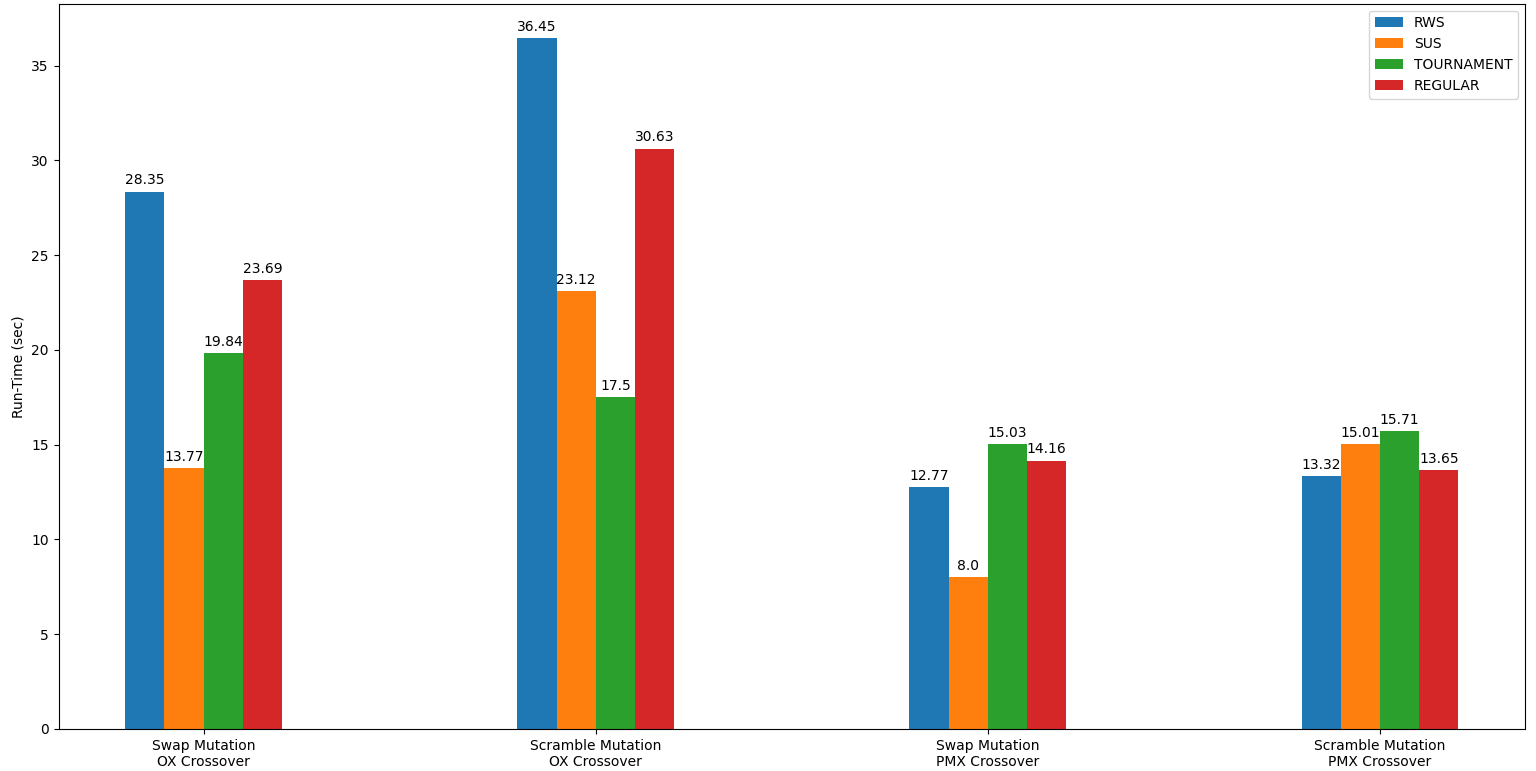 36.45
RWS
SUS
TOURNAMENT
REGULAR
35
30.63
30
28.35
25
23.69
23.12
20
19.84
17.5
Run-Time (sec)
15
13.77
15.03
14.16
15.71
15.01
13.32
13.65
12.77
10
8.0
5
0
Swap Mutation
OX Crossover
Scramble Mutation
OX Crossover
Swap Mutation
PMX Crossover
Scramble Mutation
PMX Crossover